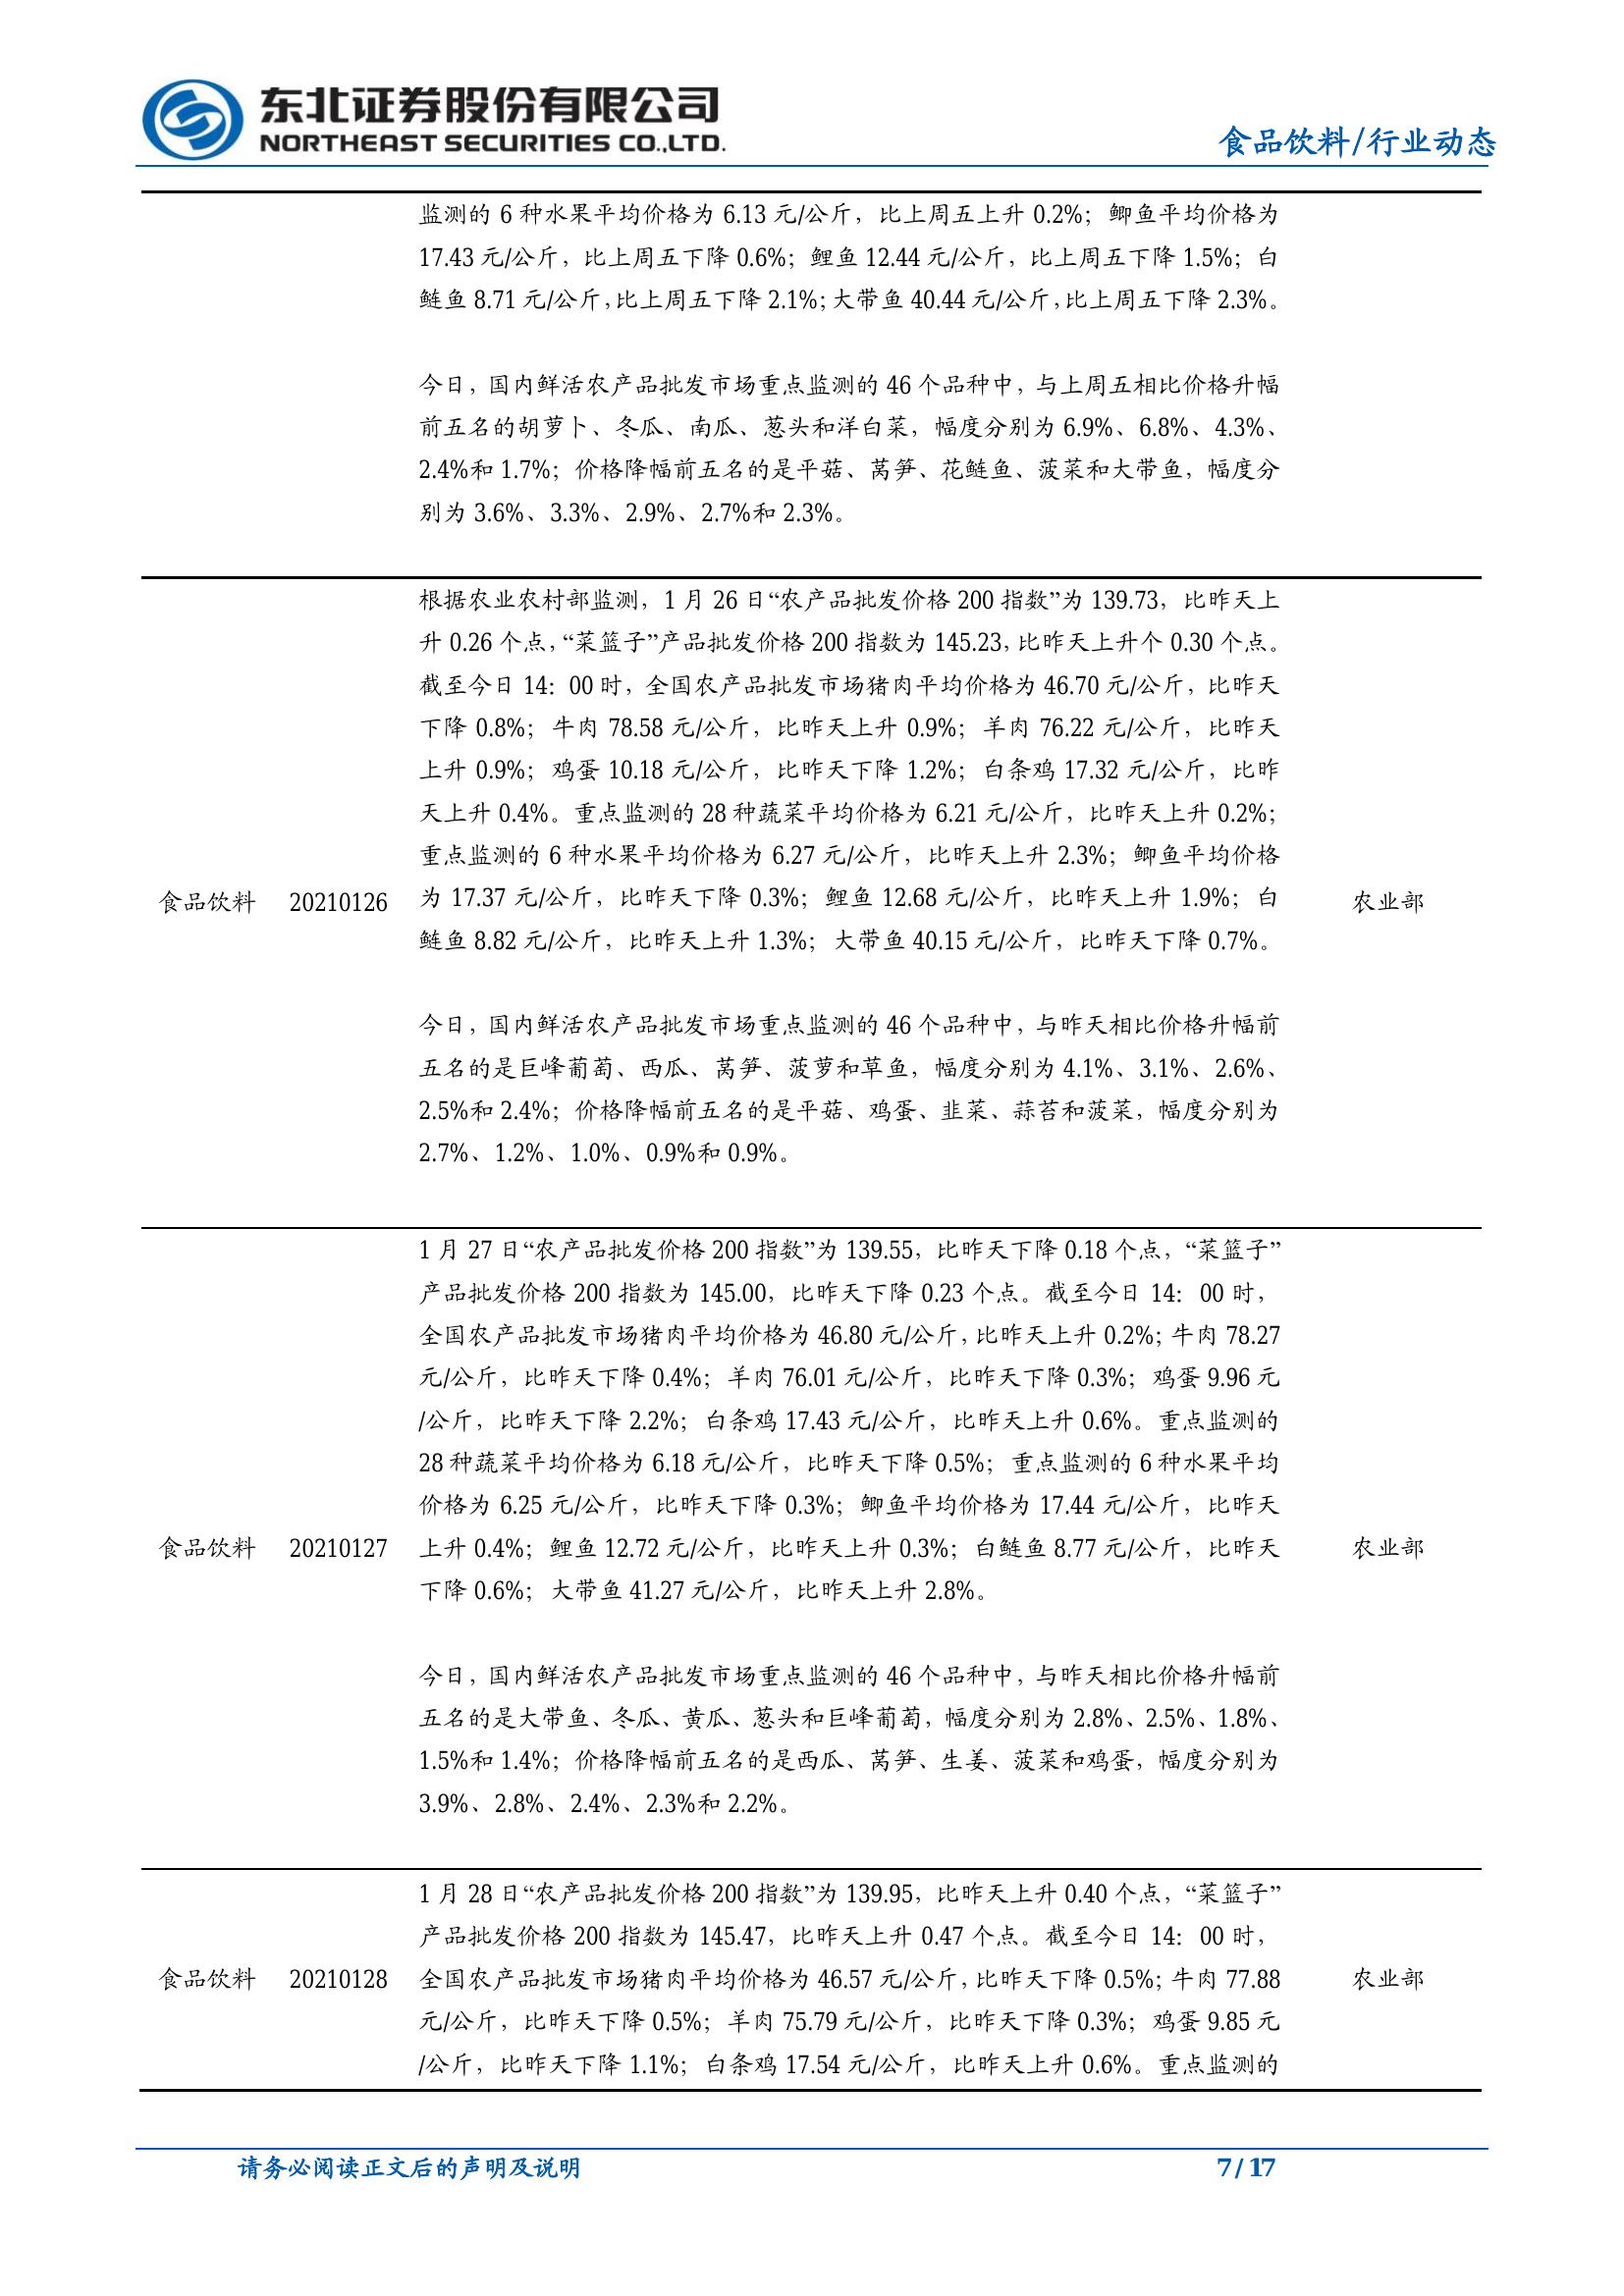 东北证券股份有限公司
NORTHEAST SECURITIES CO.,LTD.
食品饮料/行业动态
监测的 6 种水果平均价格为 6.13 元/公斤，比上周五上升 0.2%；鲫鱼平均价格为
17.43 元/公斤，比上周五下降 0.6%；鲤鱼 12.44 元/公斤，比上周五下降 1.5%；白
鲢鱼 8.71 元/公斤，比上周五下降 2.1%；大带鱼 40.44 元/公斤，比上周五下降 2.3%。
今日，国内鲜活农产品批发市场重点监测的 46 个品种中，与上周五相比价格升幅
前五名的胡萝卜、冬瓜、南瓜、葱头和洋白菜，幅度分别为 6.9%、6.8%、4.3%、
2.4%和 1.7%；价格降幅前五名的是平菇、莴笋、花鲢鱼、菠菜和大带鱼，幅度分
别为 3.6%、3.3%、2.9%、2.7%和 2.3%。
根据农业农村部监测，1 月 26 日“农产品批发价格 200 指数”为 139.73，比昨天上
升 0.26 个点，“菜篮子”产品批发价格 200 指数为 145.23，比昨天上升个 0.30 个点。
截至今日 14：00 时，全国农产品批发市场猪肉平均价格为 46.70 元/公斤，比昨天
下降 0.8%；牛肉 78.58 元/公斤，比昨天上升 0.9%；羊肉 76.22 元/公斤，比昨天
上升 0.9%；鸡蛋 10.18 元/公斤，比昨天下降 1.2%；白条鸡 17.32 元/公斤，比昨
天上升 0.4%。重点监测的 28 种蔬菜平均价格为 6.21 元/公斤，比昨天上升 0.2%；
重点监测的 6 种水果平均价格为 6.27 元/公斤，比昨天上升 2.3%；鲫鱼平均价格
食品饮料 20210126 为 17.37 元/公斤，比昨天下降 0.3%；鲤鱼 12.68 元/公斤，比昨天上升 1.9%；白 农业部
鲢鱼 8.82 元/公斤，比昨天上升 1.3%；大带鱼 40.15 元/公斤，比昨天下降 0.7%。
今日，国内鲜活农产品批发市场重点监测的 46 个品种中，与昨天相比价格升幅前
五名的是巨峰葡萄、西瓜、莴笋、菠萝和草鱼，幅度分别为 4.1%、3.1%、2.6%、
2.5%和 2.4%；价格降幅前五名的是平菇、鸡蛋、韭菜、蒜苔和菠菜，幅度分别为
2.7%、1.2%、1.0%、0.9%和 0.9%。
1 月 27 日“农产品批发价格 200 指数”为 139.55，比昨天下降 0.18 个点，“菜篮子”
产品批发价格 200 指数为 145.00，比昨天下降 0.23 个点。截至今日 14：00 时，
全国农产品批发市场猪肉平均价格为 46.80 元/公斤，比昨天上升 0.2%；牛肉 78.27
元/公斤，比昨天下降 0.4%；羊肉 76.01 元/公斤，比昨天下降 0.3%；鸡蛋 9.96 元
/公斤，比昨天下降 2.2%；白条鸡 17.43 元/公斤，比昨天上升 0.6%。重点监测的
28 种蔬菜平均价格为 6.18 元/公斤，比昨天下降 0.5%；重点监测的 6 种水果平均
价格为 6.25 元/公斤，比昨天下降 0.3%；鲫鱼平均价格为 17.44 元/公斤，比昨天
食品饮料 20210127 上升 0.4%；鲤鱼 12.72 元/公斤，比昨天上升 0.3%；白鲢鱼 8.77 元/公斤，比昨天 农业部
下降 0.6%；大带鱼 41.27 元/公斤，比昨天上升 2.8%。
今日，国内鲜活农产品批发市场重点监测的 46 个品种中，与昨天相比价格升幅前
五名的是大带鱼、冬瓜、黄瓜、葱头和巨峰葡萄，幅度分别为 2.8%、2.5%、1.8%、
1.5%和 1.4%；价格降幅前五名的是西瓜、莴笋、生姜、菠菜和鸡蛋，幅度分别为
3.9%、2.8%、2.4%、2.3%和 2.2%。
1 月 28 日“农产品批发价格 200 指数”为 139.95，比昨天上升 0.40 个点，“菜篮子”
产品批发价格 200 指数为 145.47，比昨天上升 0.47 个点。截至今日 14：00 时，
食品饮料 20210128 全国农产品批发市场猪肉平均价格为 46.57 元/公斤，比昨天下降 0.5%；牛肉 77.88 农业部
元/公斤，比昨天下降 0.5%；羊肉 75.79 元/公斤，比昨天下降 0.3%；鸡蛋 9.85 元
/公斤，比昨天下降 1.1%；白条鸡 17.54 元/公斤，比昨天上升 0.6%。重点监测的
请务必阅读正文后的声明及说明 7 / 17